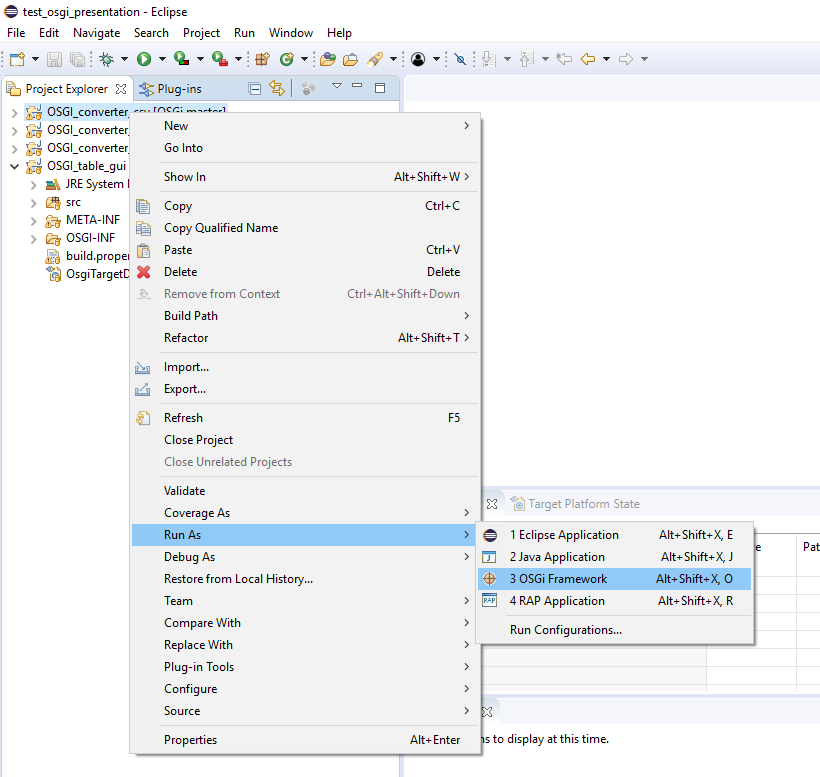 test_osgi_presentation - Eclipse
File Edit Navigate Search Project Run Window Help
Project Explorer Plug-ins
OSGI_converter_csv [OSGi master]
OSGI_converter_
OSGI_converter_
OSGI_table_gui
JRE System
src
META-INF
OSGI-INF
build.proper
OsgiTargetD
New
Go Into
Show In Alt+Shift+W
Copy Ctrl+C
Copy Qualified Name
Paste Ctrl+V
Delete Delete
Remove from Context Ctrl+Alt+Shift+Down
Build Path
Refactor Alt+Shift+T
Import...
Export...
Refresh F5
Close Project
Close Unrelated Projects
Validate
Coverage As
Run As
Debug As
Restore from Local History...
Team
Compare With
Replace With
Plug-in Tools
Configure
Source
Properties Alt+Enter
Target Platform State
1 Eclipse Application Alt+Shift+X, E
2 Java Application Alt+Shift+X, J
3 OSGi Framework Alt+Shift+X, O
4 RAP Application Alt+Shift+X, R
Run Configurations...
e Pat
ns to display at this time.